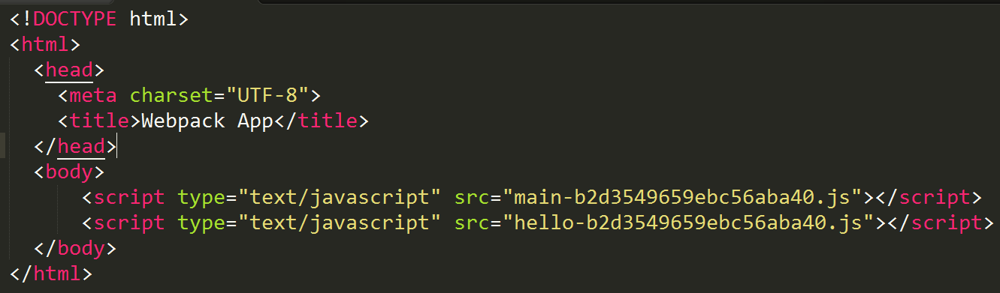 <!DOCTYPE html>
<html>
  <head>
    <meta charset="UTF-8">
    <title>Webpack App</title>
  </head>
  <body>
      <script type="text/javascript" src="main-b2d3549659ebc56aba40.js"></script>
      <script type="text/javascript" src="hello-b2d3549659ebc56aba40.js"></script>
  </body>
</html>